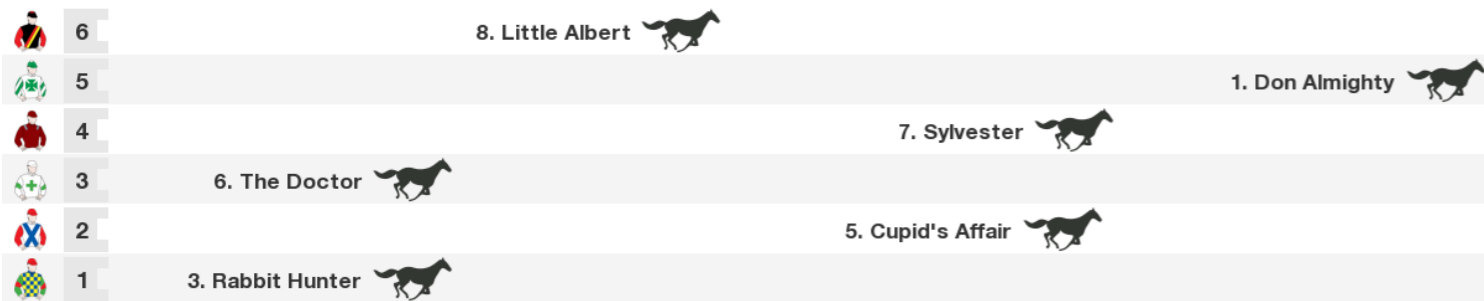 6 8. Little Albert
5 1. Don Almighty
4 7. Sylvester
3 6. The Doctor
2 5. Cupid's Affair
1 3. Rabbit Hunter